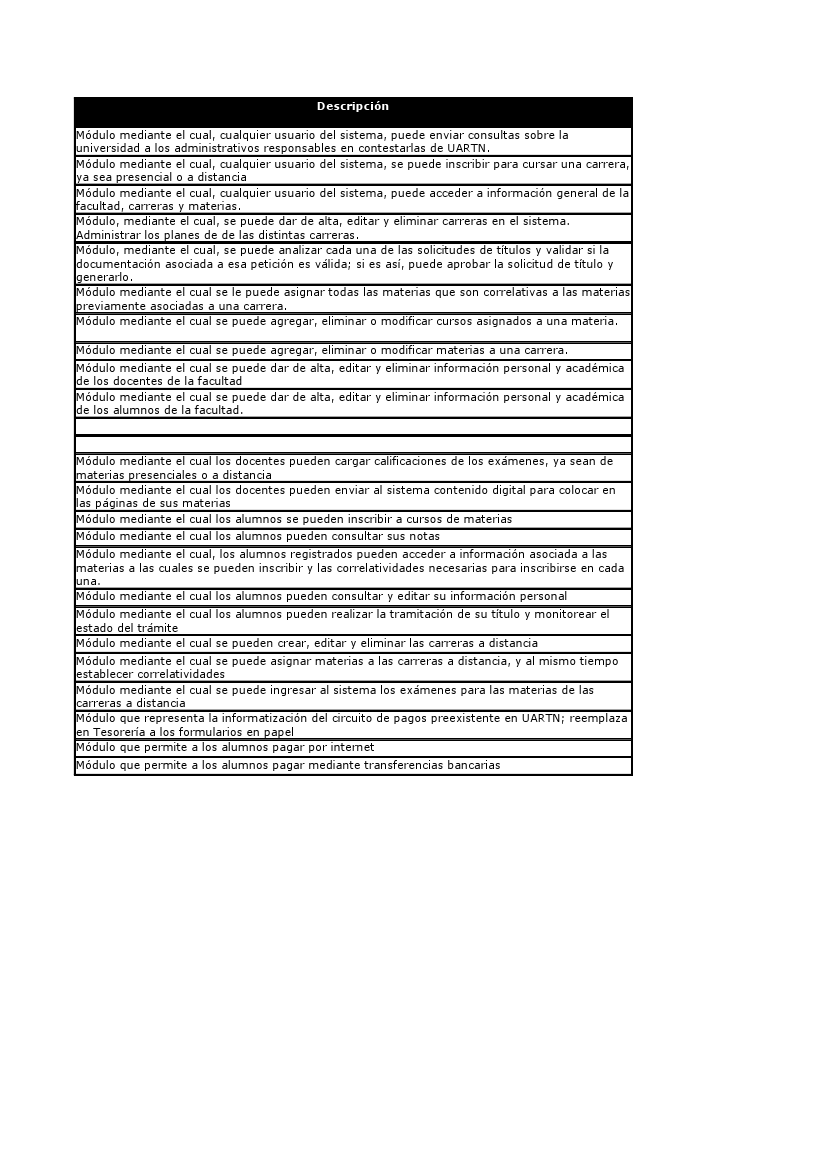 Descripción
Módulo mediante el cual, cualquier usuario del sistema, puede enviar consultas sobre la
universidad a los administrativos responsables en contestarlas de UARTN.
Módulo mediante el cual, cualquier usuario del sistema, se puede inscribir para cursar una carrera,
ya sea presencial o a distancia
Módulo mediante el cual, cualquier usuario del sistema, puede acceder a información general de la
facultad, carreras y materias.
Módulo, mediante el cual, se puede dar de alta, editar y eliminar carreras en el sistema.
Administrar los planes de de las distintas carreras.
Módulo, mediante el cual, se puede analizar cada una de las solicitudes de títulos y validar si la
documentación asociada a esa petición es válida; si es así, puede aprobar la solicitud de título y
generarlo.
Módulo mediante el cual se le puede asignar todas las materias que son correlativas a las materias
previamente asociadas a una carrera.
Módulo mediante el cual se puede agregar, eliminar o modificar cursos asignados a una materia.
Módulo mediante el cual se puede agregar, eliminar o modificar materias a una carrera.
Módulo mediante el cual se puede dar de alta, editar y eliminar información personal y académica
de los docentes de la facultad
Módulo mediante el cual se puede dar de alta, editar y eliminar información personal y académica
de los alumnos de la facultad.
Módulo mediante el cual los docentes pueden cargar calificaciones de los exámenes, ya sean de
materias presenciales o a distancia
Módulo mediante el cual los docentes pueden enviar al sistema contenido digital para colocar en
las páginas de sus materias
Módulo mediante el cual los alumnos se pueden inscribir a cursos de materias
Módulo mediante el cual los alumnos pueden consultar sus notas
Módulo mediante el cual, los alumnos registrados pueden acceder a información asociada a las
materias a las cuales se pueden inscribir y las correlatividades necesarias para inscribirse en cada
una.
Módulo mediante el cual los alumnos pueden consultar y editar su información personal
Módulo mediante el cual los alumnos pueden realizar la tramitación de su título y monitorear el
estado del trámite
Módulo mediante el cual se pueden crear, editar y eliminar las carreras a distancia
Módulo mediante el cual se puede asignar materias a las carreras a distancia, y al mismo tiempo
establecer correlatividades
Módulo mediante el cual se puede ingresar al sistema los exámenes para las materias de las
carreras a distancia
Módulo que representa la informatización del circuito de pagos preexistente en UARTN; reemplaza
en Tesorería a los formularios en papel
Módulo que permite a los alumnos pagar por internet
Módulo que permite a los alumnos pagar mediante transferencias bancarias